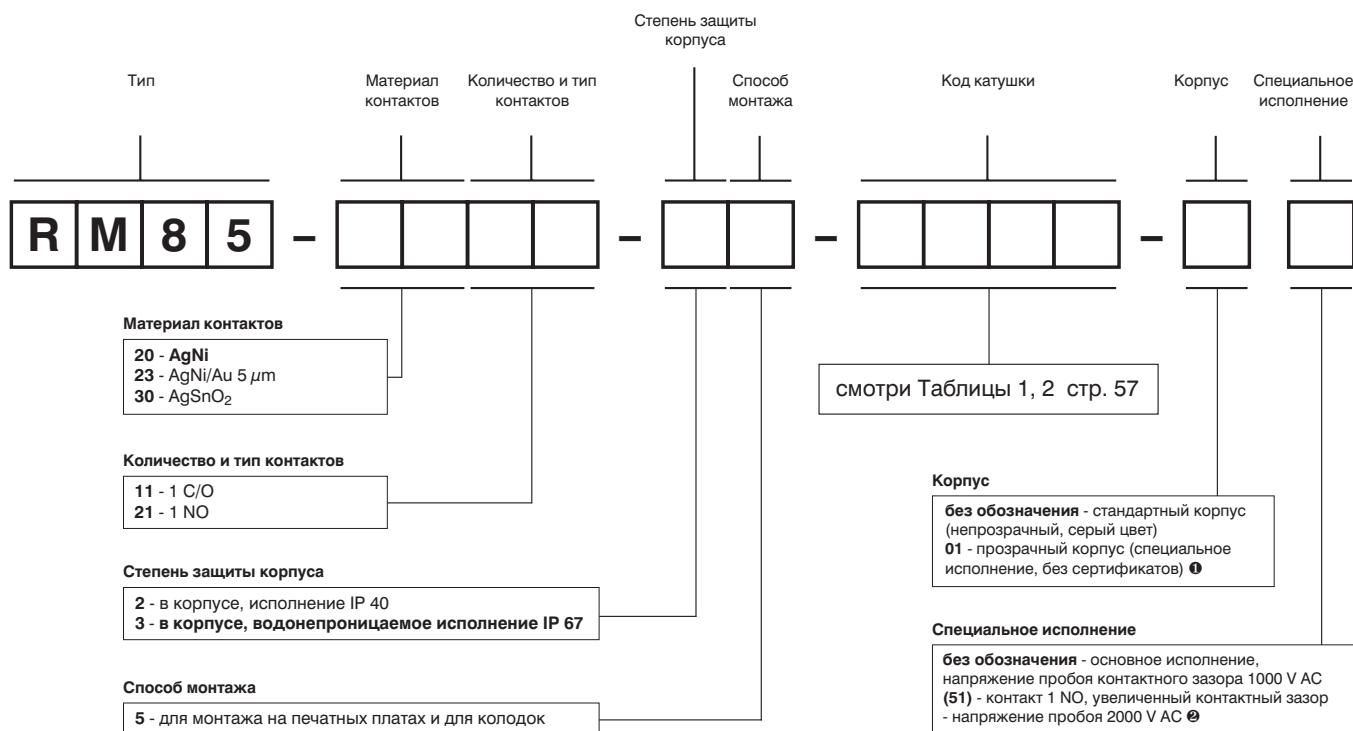 Степень защиты
корпуса
Тип
Материал
контактов
Количество и тип
контактов
Способ
монтажа
Код катушки
Корпус
Специальное
исполнение
R M 8 5 – – – –
Материал контактов
20 - AgNi
23 - AgNi/Au 5 µm
30 - AgSnO₂
смотри Таблицы 1, 2 стр. 57
Количество и тип контактов
11 - 1 C/O
21 - 1 NO
Степень защиты корпуса
2 - в корпусе, исполнение IP 40
3 - в корпусе, водонепроницаемое исполнение IP 67
Способ монтажа
5 - для монтажа на печатных платах и для колодок
Корпус
без обозначения - стандартный корпус
(непрозрачный, серый цвет)
01 - прозрачный корпус (специальное
исполнение, без сертификатов) ❶
Специальное исполнение
без обозначения - основное исполнение,
напряжение пробоя контактного зазора 1000 V AC
(51) - контакт 1 NO, увеличенный контактный зазор
- напряжение пробоя 2000 V AC ❷